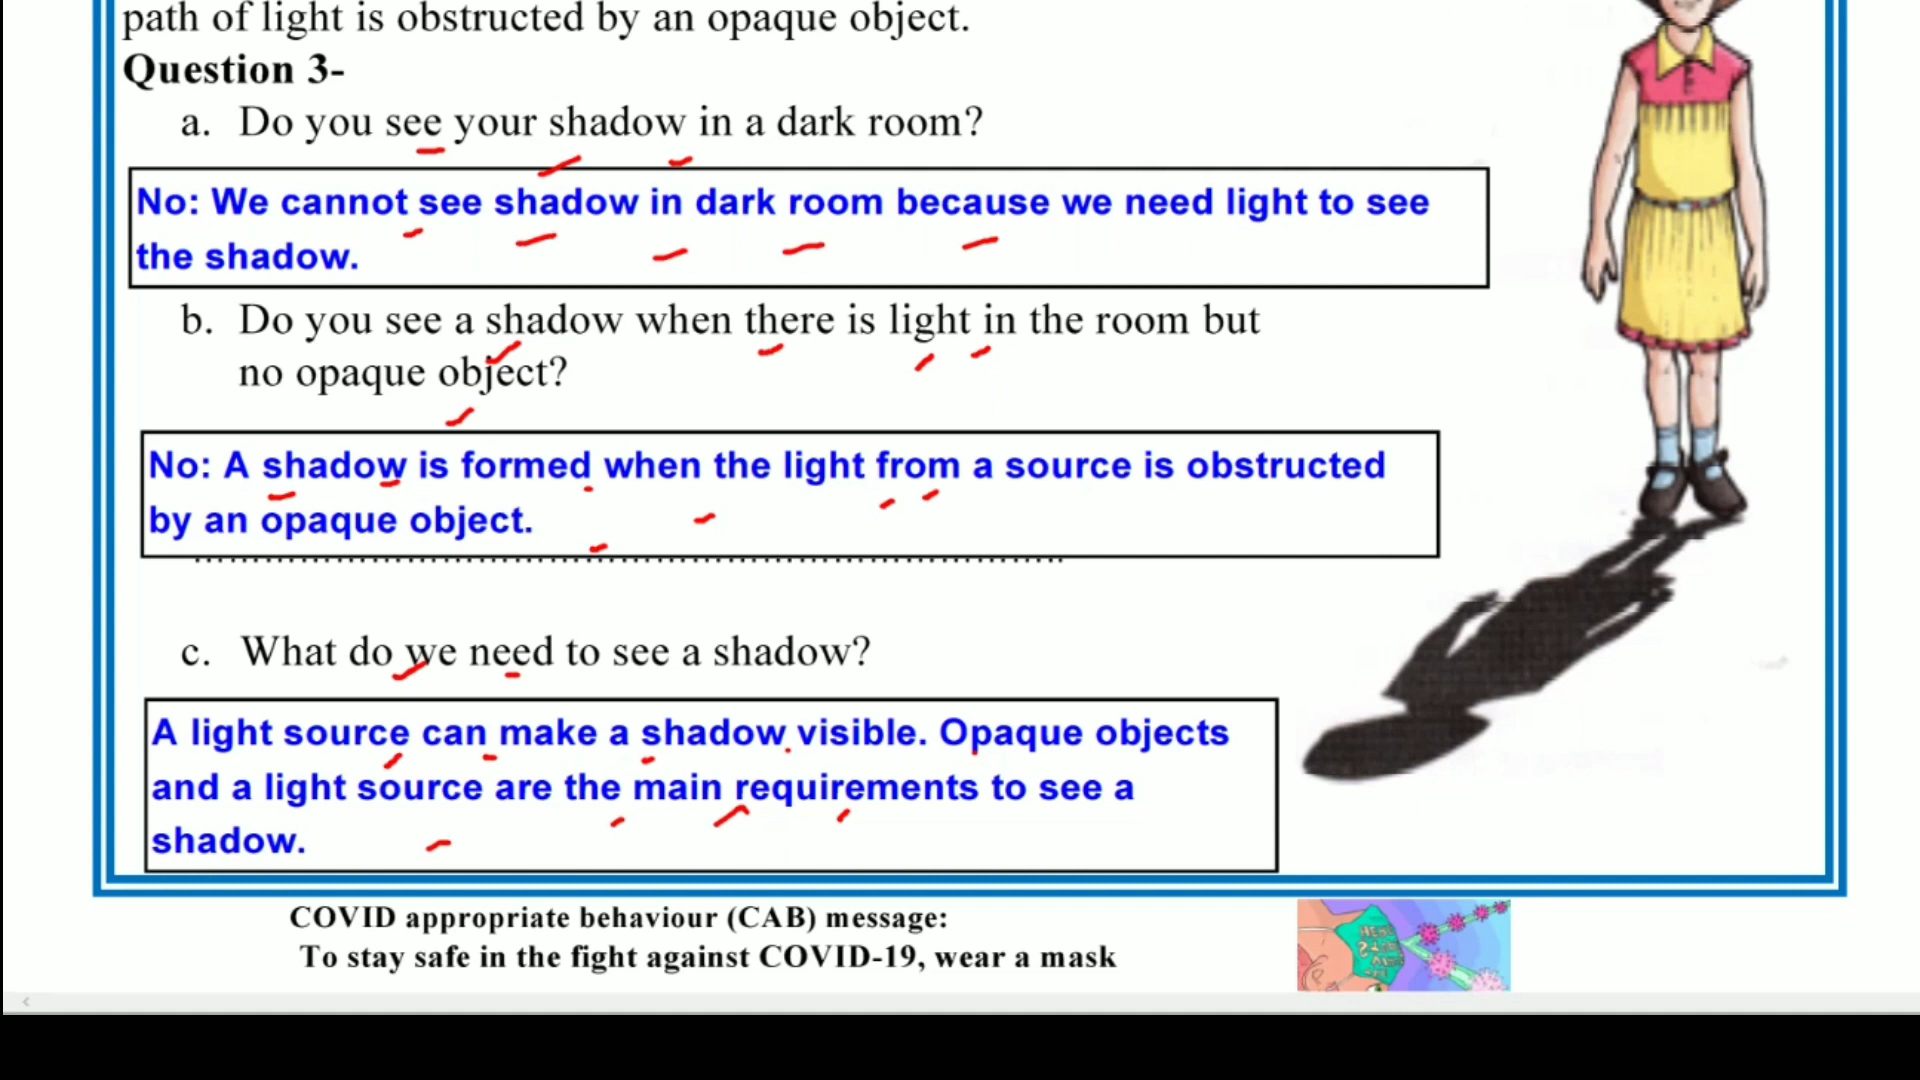 path of light is obstructed by an opaque object.
Question 3-
a. Do you see your shadow in a dark room?
No: We cannot see shadow in dark room because we need light to see
the shadow.
b. Do you see a shadow when there is light in the room but
no opaque object?
No: A shadow is formed when the light from a source is obstructed
by an opaque object.
c. What do we need to see a shadow?
A light source can make a shadow visible. Opaque objects
and a light source are the main requirements to see a
shadow.
COVID appropriate behaviour (CAB) message:
To stay safe in the fight against COVID-19, wear a mask